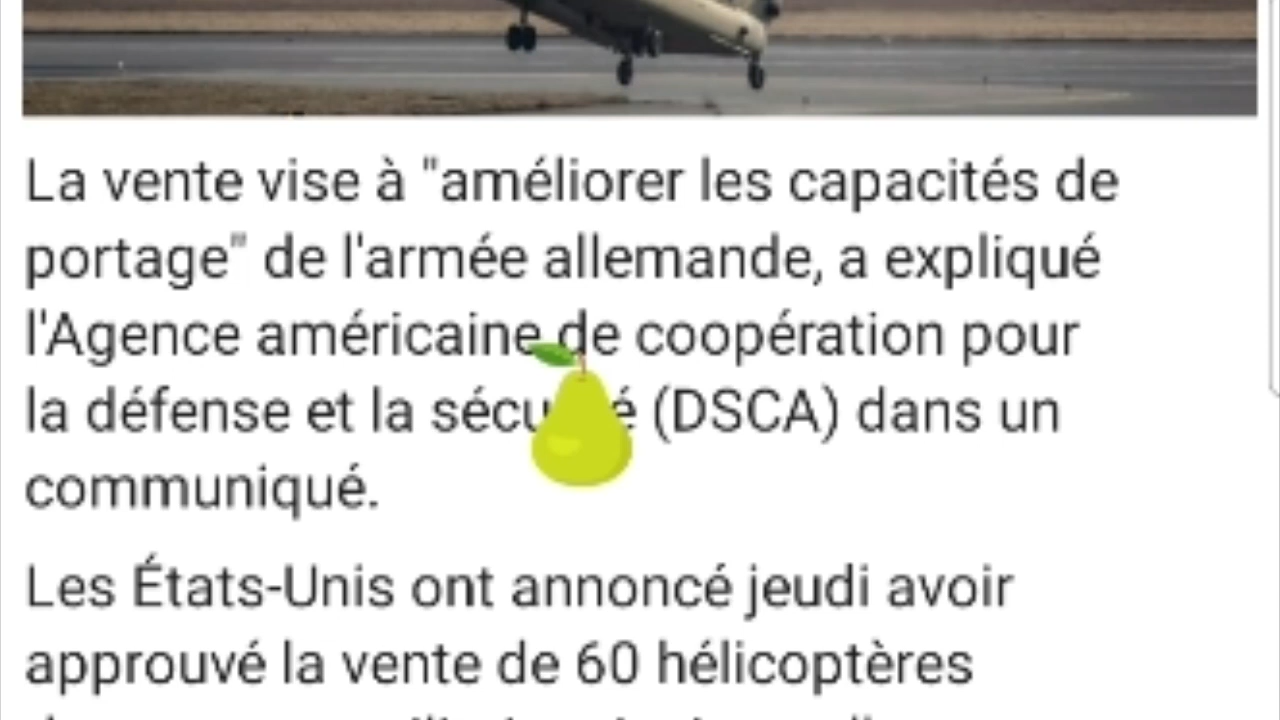 La vente vise à "améliorer les capacités de
portage" de l'armée allemande, a expliqué
l'Agence américaine de coopération pour
la défense et la (DSCA) dans un
communiqué.
Les États-Unis ont annoncé jeudi avoir
approuvé la vente de 60 hélicoptères